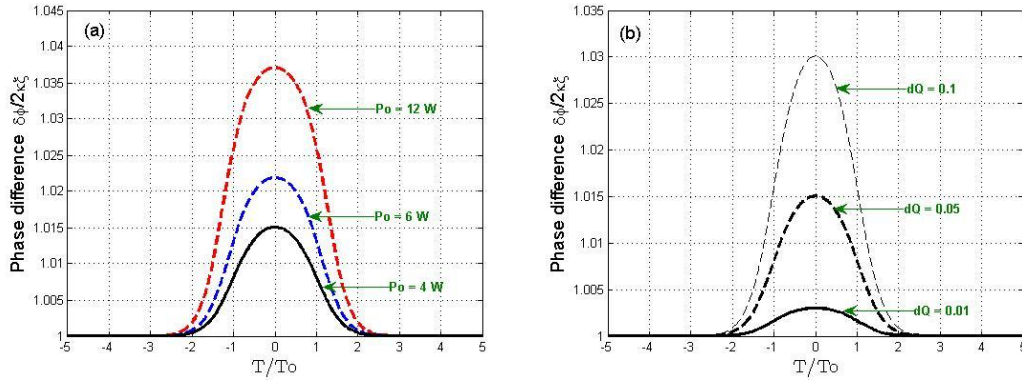 (a)
Phase difference δφ/2κξ
1.045
1.04
1.035
1.03
1.025
1.02
1.015
1.01
1.005
1
Po = 12 W
Po = 6 W
Po = 4 W
-5 -4 -3 -2 -1 0 1 2 3 4 5
T/To
(b)
Phase difference δφ/2κξ
1.035
1.03
1.025
1.02
1.015
1.01
1.005
1
dQ = 0.1
dQ = 0.05
dQ = 0.01
-5 -4 -3 -2 -1 0 1 2 3 4 5
T/To